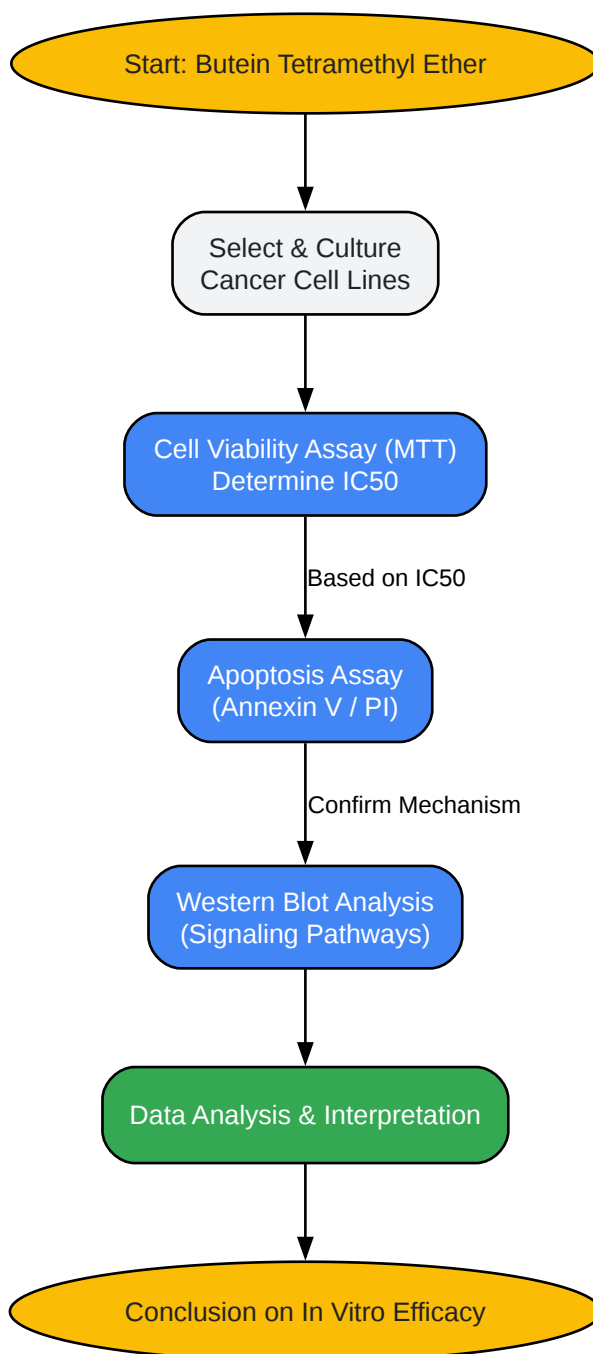 Start: Butein Tetramethyl Ether
Select & Culture
Cancer Cell Lines
Cell Viability Assay (MTT)
Determine IC50
Based on IC50
Apoptosis Assay
(Annexin V / PI)
Confirm Mechanism
Western Blot Analysis
(Signaling Pathways)
Data Analysis & Interpretation
Conclusion on In Vitro Efficacy